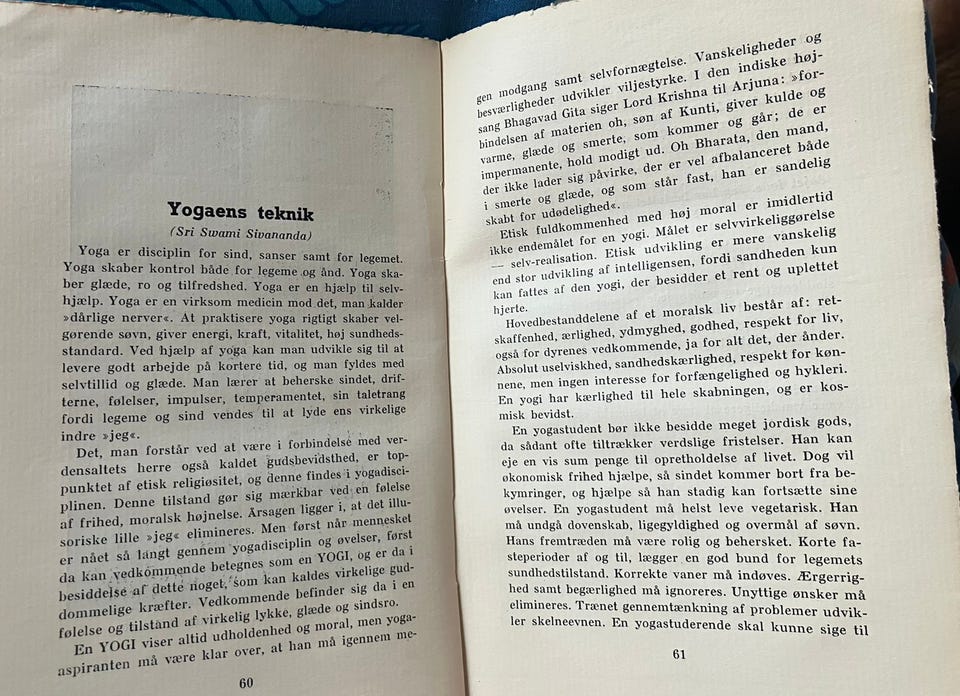 Yogaens teknik
(Sri Swami Sivananda)
Yoga er disciplin for sind, sanser samt for legemet.
Yoga skaber kontrol både for legeme og ånd. Yoga ska-
ber glæde, ro og tilfredshed. Yoga er en hjælp til selv-
hjælp. Yoga er en virksom medicin mod det, man kalder
»dårlige nerver«. At praktisere yoga rigtigt skaber vel-
gørende søvn, giver energi, kraft, vitalitet, høj sundheds-
standard. Ved hjælp af yoga kan man udvikle sig til at
levere godt arbejde på kortere tid, og man fyldes med
selvtillid og glæde. Man lærer at beherske sindet, drif-
terne, følelser, impulser, temperamentet, sin taletrang
fordi legeme og sind vendes til at lyde ens virkelige
indre »jeg«.
Det, man forstår ved at være i forbindelse med ver-
densaltets herre også kaldet gudsbevidsthed, er top-
punktet af etisk religiøsitet, og denne findes i yogadisci-
plinen. Denne tilstand gør sig mærkbar ved en følelse
af frihed, moralsk højnelse. Årsagen ligger i, at det illu-
soriske lille »jeg« elimineres. Men først når mennesket
er nået så langt gennem yogadisciplin og øvelser, først
da kan vedkommende betegnes som en YOGI, og er da i
besiddelse af dette noget, som kan kaldes virkelige gud-
dommelige kræfter. Vedkommende befinder sig da i en
følelse og tilstand af virkelig lykke, glæde og sindsro.
En YOGI viser altid udholdenhed og moral, men yoga-
aspiranten må være klar over, at han må igennem me-
60
gen modgang samt selvfornægtelse. Vanskeligheder og
besværligheder udvikler viljestyrke. I den indiske høj-
sang Bhagavad Gita siger Lord Krishna til Arjuna: »for-
bindelsen af materien oh, søn af Kunti, giver kulde og
varme, glæde og smerte, som kommer og går; de er
impermanente, hold modigt ud. Oh Bharata, den mand,
der ikke lader sig påvirke, der er vel afbalanceret både
i smerte og glæde, og som står fast, han er sandelig
skabt for udødelighed«.
Etisk fuldkommenhed med høj moral er imidlertid
ikke endemålet for en yogi. Målet er selvvirkeliggørelse
— selv-realisation. Etisk udvikling er mere vanskelig
end stor udvikling af intelligensen, fordi sandheden kun
kan fattes af den yogi, der besidder et rent og uplettet
hjerte.
Hovedbestanddelene af et moralsk liv består af: ret-
skaffenhed, ærlighed, ydmyghed, godhed, respekt for liv,
også for dyrenes vedkommende, ja for alt det, der ånder.
Absolut uselviskhed, sandhedskærlighed, respekt for køn-
nene, men ingen interesse for forfængelighed og hykleri.
En yogi har kærlighed til hele skabningen, og er kos-
misk bevidst.
En yogastudent bør ikke besidde meget jordisk gods,
da sådant ofte tiltrækker verdslige fristelser. Han kan
eje en vis sum penge til opretholdelse af livet. Dog vil
økonomisk frihed hjælpe, så sindet kommer bort fra be-
kymringer, og hjælpe så han stadig kan fortsætte sine
øvelser. En yogastudent må helst leve vegetarisk. Han
må undgå dovenskab, ligegyldighed og overmål af søvn.
Hans fremtræden må være rolig og behersket. Korte fa-
steperioder af og til, lægger en god bund for legemets
sundhedstilstand. Korrekte vaner må indøves. Ærgerrig-
hed samt begærlighed må ignoreres. Unyttige ønsker må
elimineres. Trænet gennemtænkning af problemer udvik-
ler skelneevnen. En yogastuderende skal kunne sige til
61